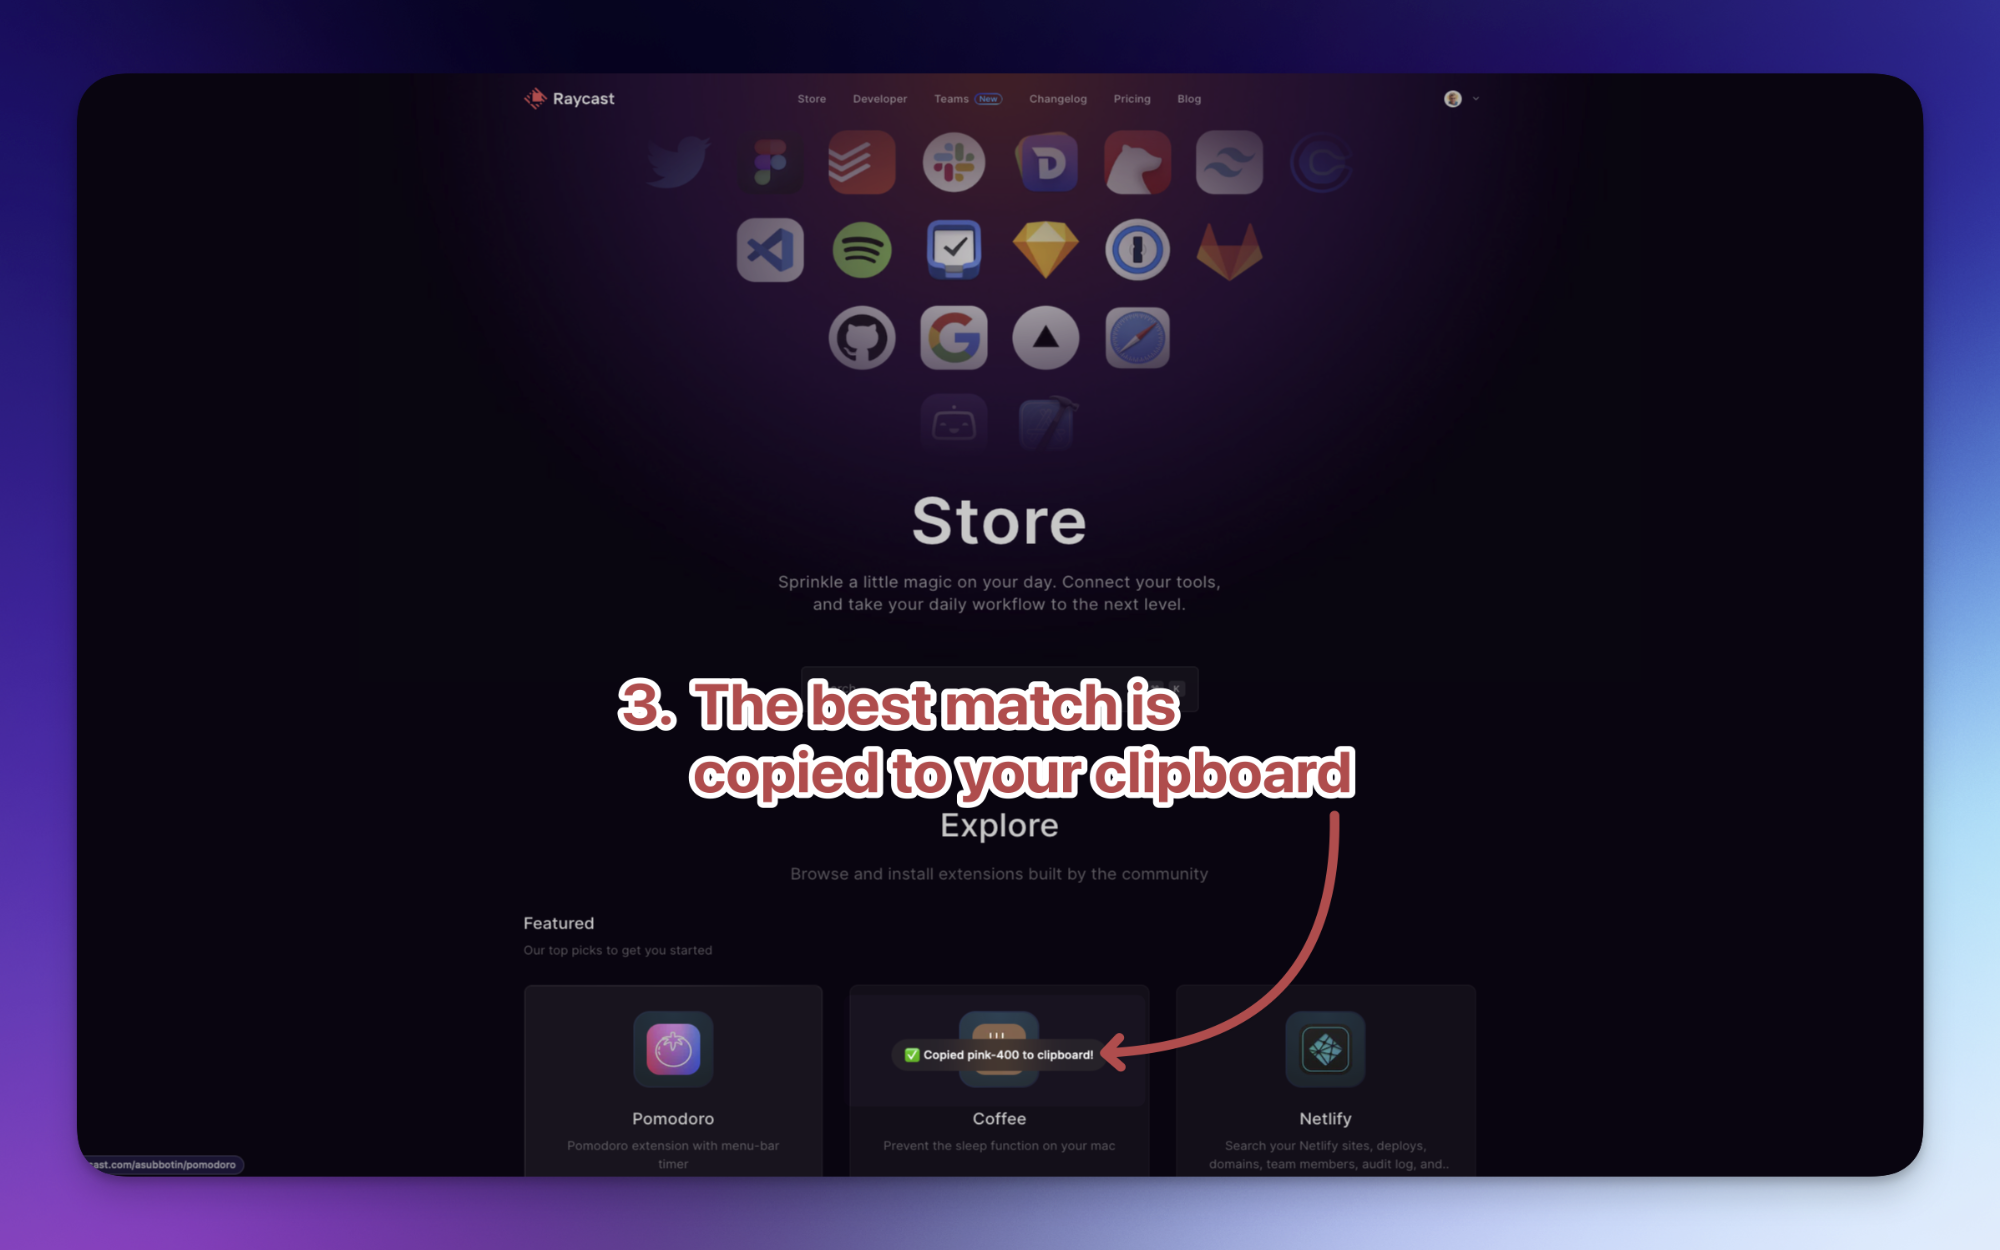 Raycast
Store Developer Teams New Changelog Pricing Blog
Store
Sprinkle a little magic on your day. Connect your tools,
and take your daily workflow to the next level.
K
3. The best match is
copied to your clipboard
Explore
Browse and install extensions built by the community
Featured
Our top picks to get you started
✅ Copied pink-400 to clipboard!
Pomodoro
Pomodoro extension with menu-bar
timer
Coffee
Prevent the sleep function on your mac
Netlify
Search your Netlify sites, deploys,
domains, team members, audit log, and..
cast.com/asubbotin/pomodoro